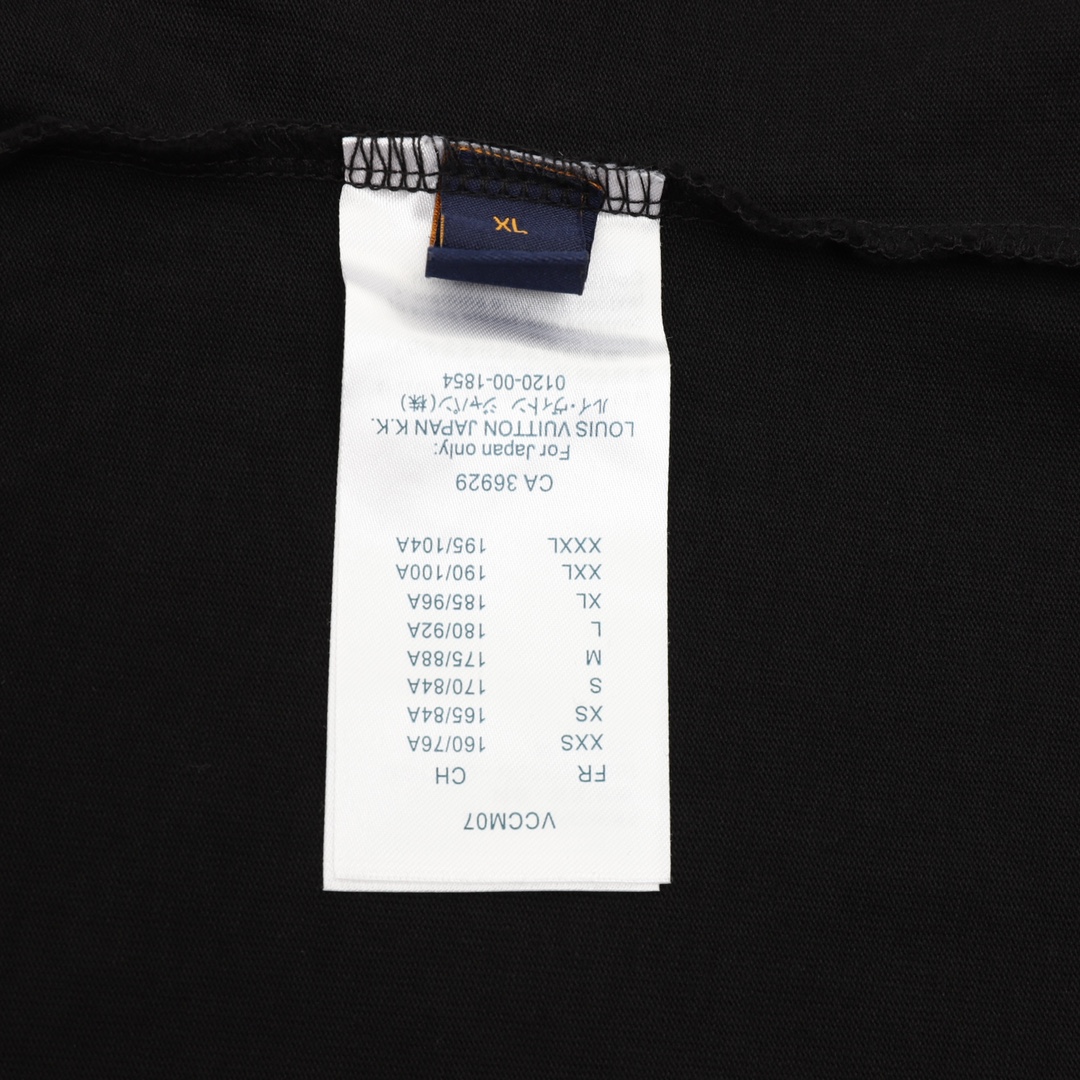 XL
VCCM07
FR CH
XXS 160/76A
XS 165/84A
S 170/84A
M 175/88A
L 180/92A
XL 185/96A
XXL 190/100A
XXXL 195/104A
CA 36929
For Japan only:
LOUIS VUITTON JAPAN K.K.
ルイ・ヴィトン ジャパン(株)
0120-00-1854